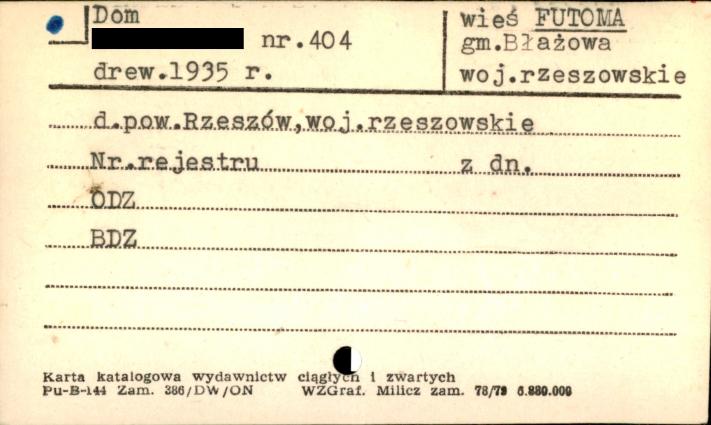 Dom
nr.404
drew.1935 r.
wieś FUTOMA
gm.Błażowa
woj.rzeszowskie
d.pow.Rzeszów,woj.rzeszowskie
Nr.rejestru z dn.
ODZ
BDZ
Karta katalogowa wydawnictw ciągłych i zwartych
Pu-B-144 Zam. 386/DW/ON WZGraf. Milicz zam. 78/79 6.880.000